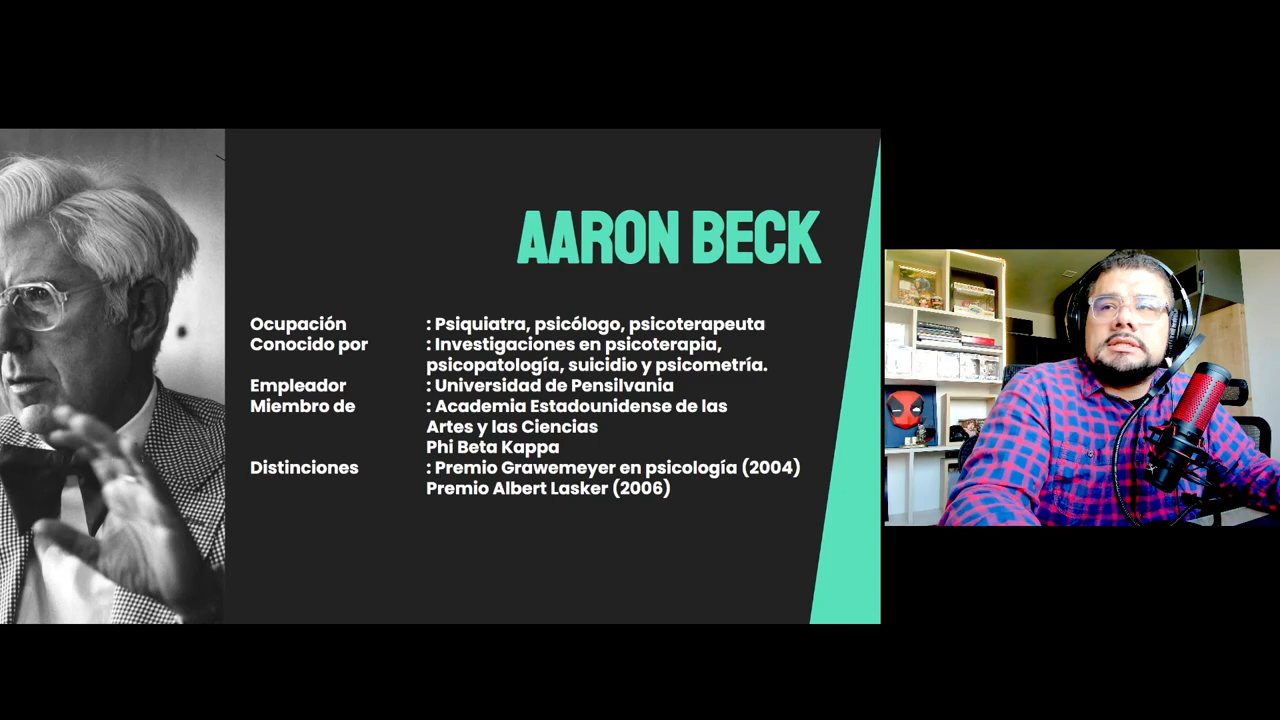 AARON BECK
Ocupación : Psiquiatra, psicólogo, psicoterapeuta
Conocido por : Investigaciones en psicoterapia,
psicopatología, suicidio y psicometría.
Empleador : Universidad de Pensilvania
Miembro de : Academia Estadounidense de las
Artes y las Ciencias
Phi Beta Kappa
Distinciones : Premio Grawemeyer en psicología (2004)
Premio Albert Lasker (2006)